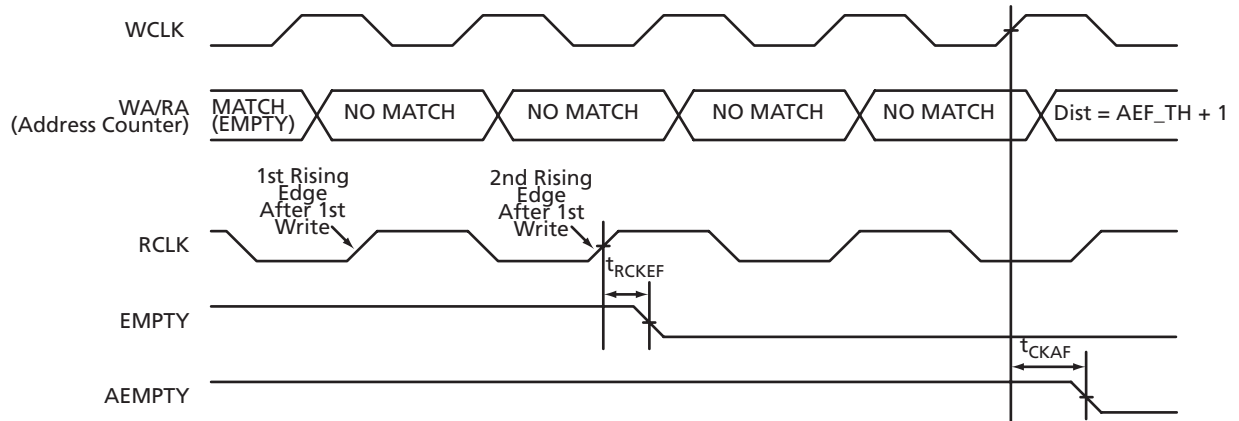 WCLK
WA/RA
(Address Counter)
MATCH
(EMPTY)
NO MATCH
NO MATCH
NO MATCH
NO MATCH
Dist = AEF_TH + 1
1st Rising
Edge
After 1st
Write
2nd Rising
Edge
After 1st
Write
RCLK
tRCKEF
EMPTY
tCKAF
AEMPTY